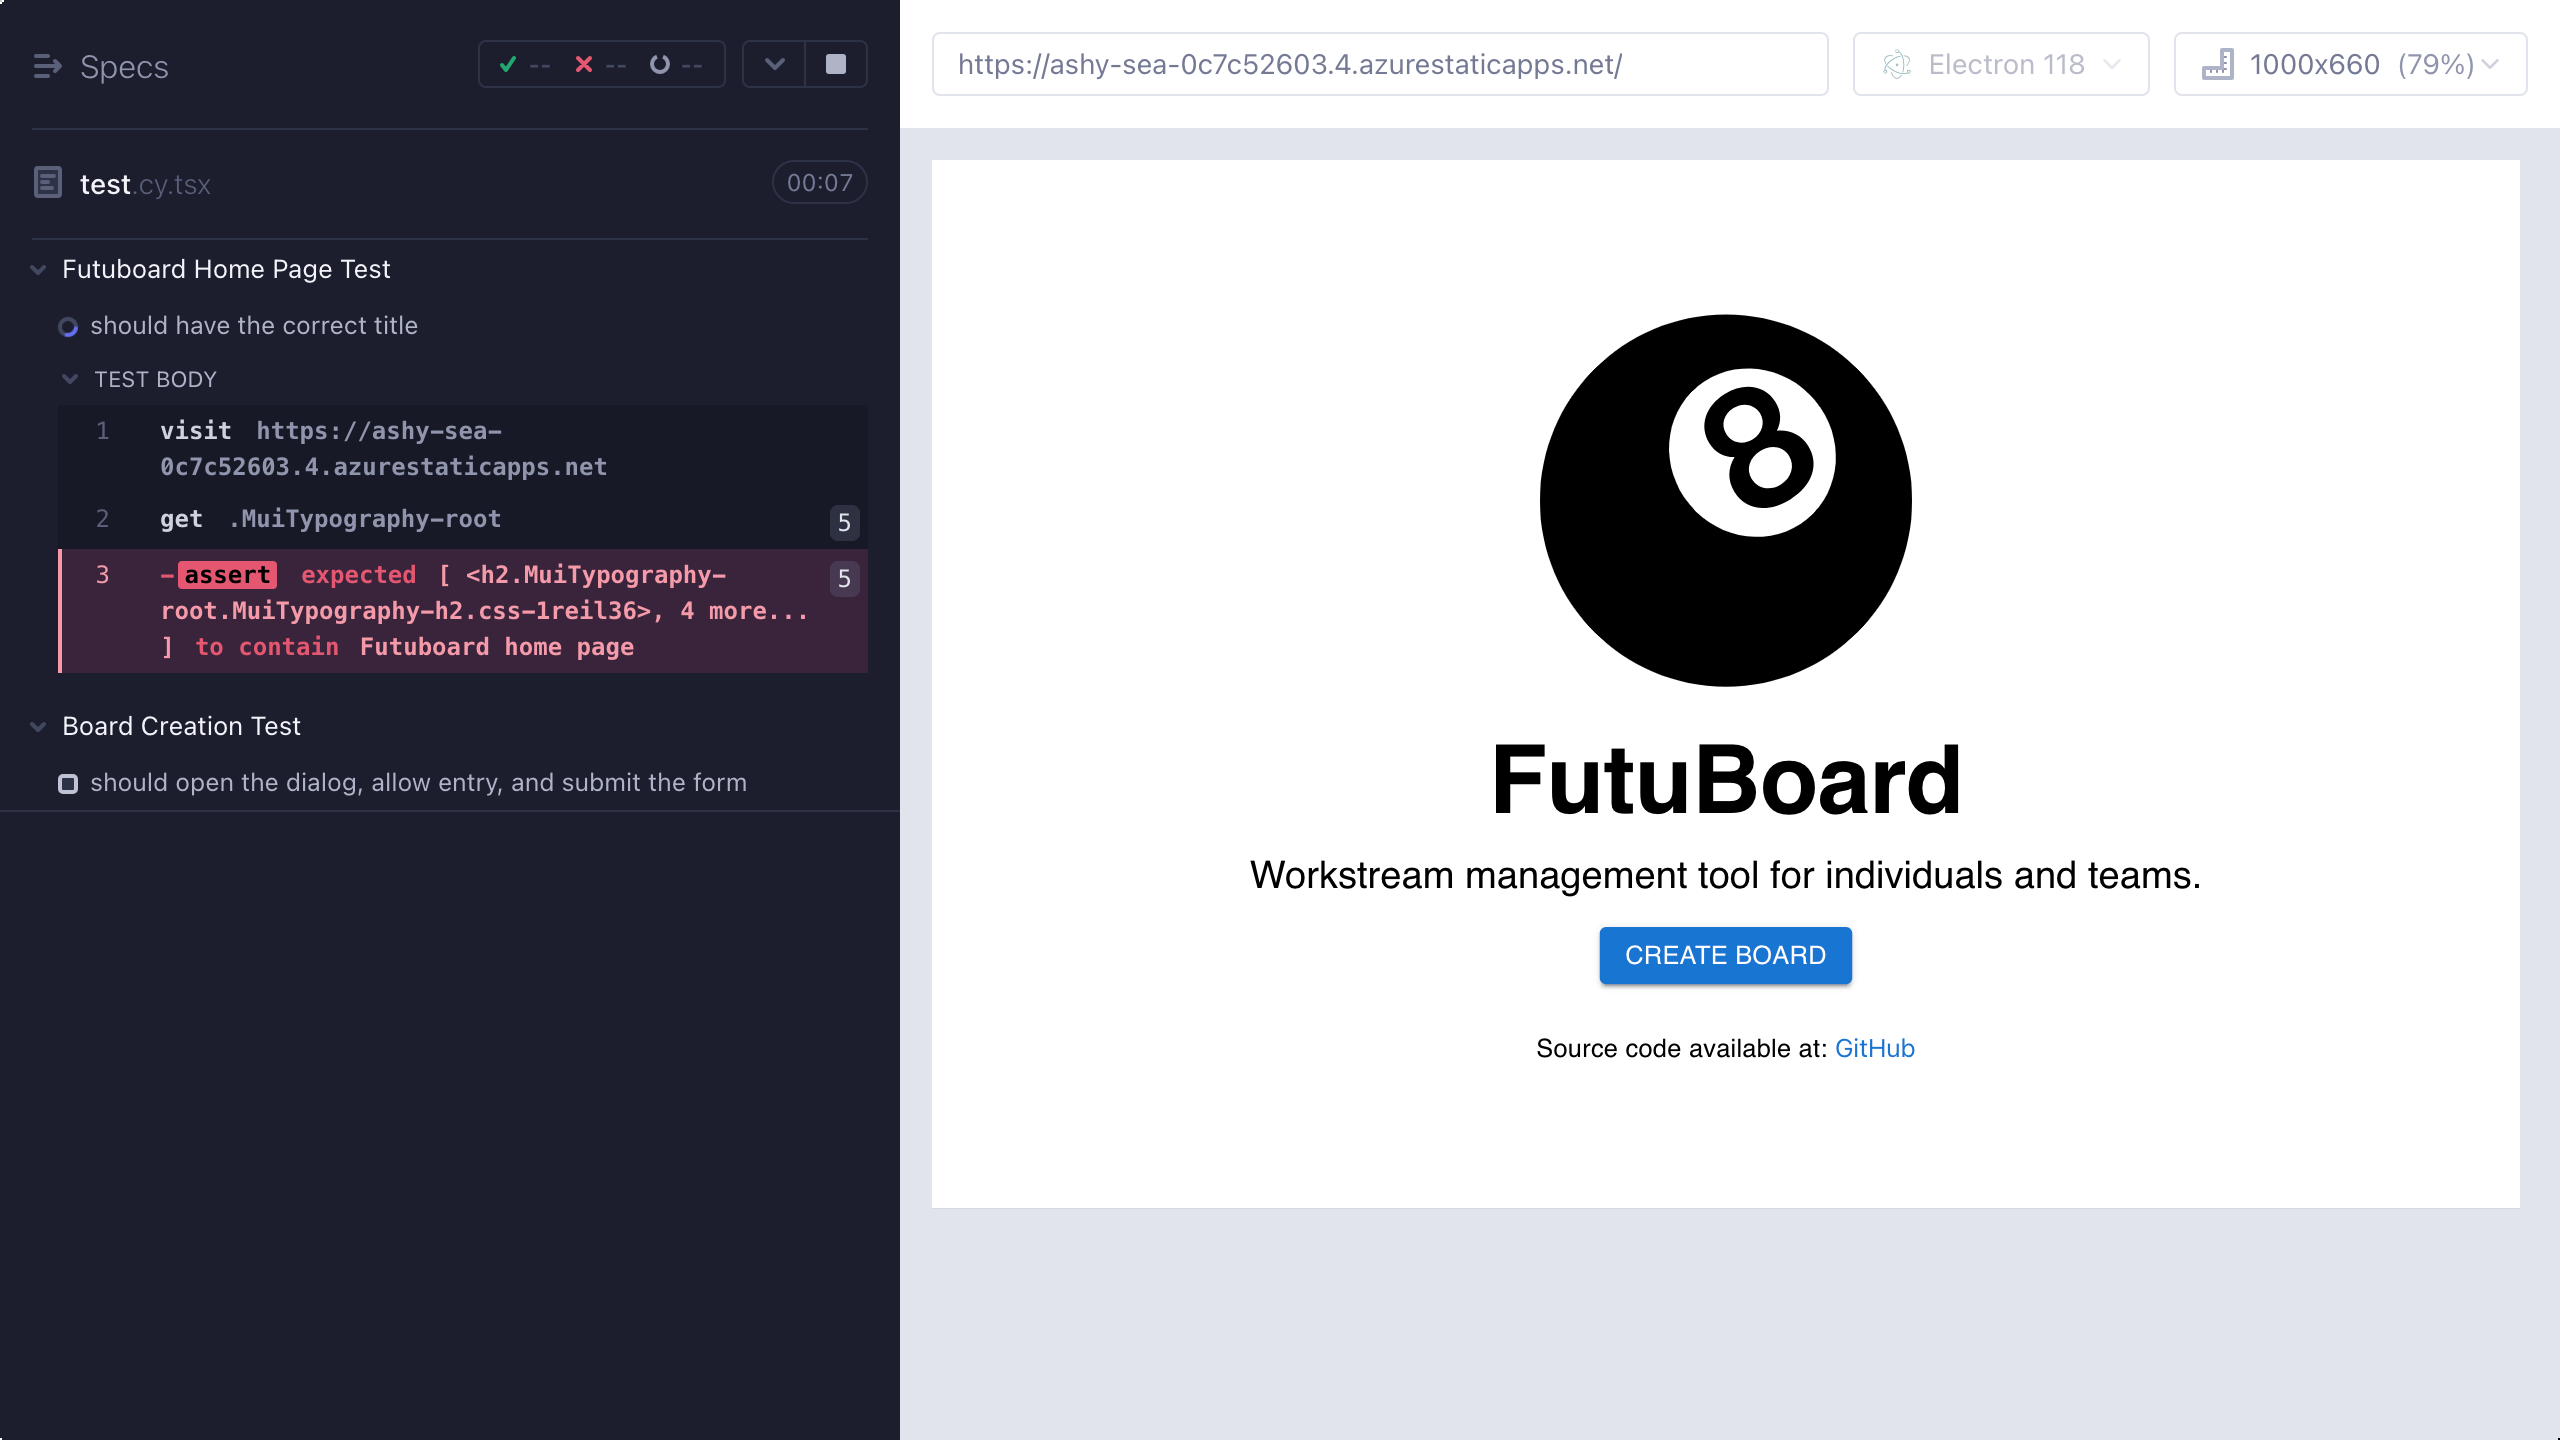 Specs
-- -- --
test.cy.tsx
00:07
Futuboard Home Page Test
should have the correct title
TEST BODY
1 visit https://ashy-sea-
0c7c52603.4.azurestaticapps.net
2 get .MuiTypography-root 5
3 -assert expected [ <h2.MuiTypography- 5
root.MuiTypography-h2.css-1reil36>, 4 more...
] to contain Futuboard home page
Board Creation Test
should open the dialog, allow entry, and submit the form
https://ashy-sea-0c7c52603.4.azurestaticapps.net/
Electron 118
1000x660 (79%)
8
FutuBoard
Workstream management tool for individuals and teams.
CREATE BOARD
Source code available at: GitHub